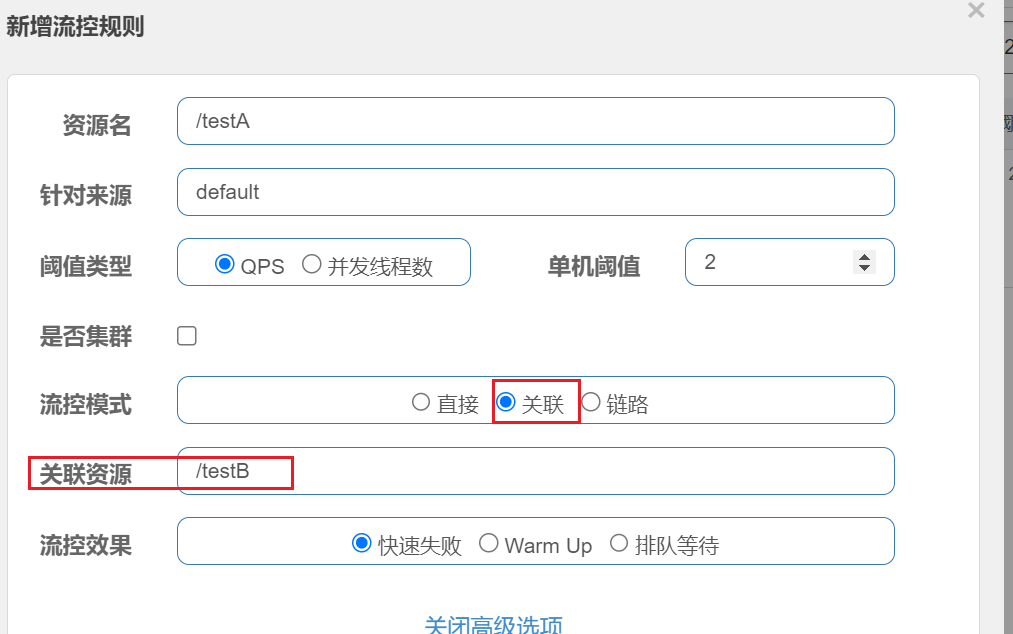 新增流控规则 ×
资源名 /testA
针对来源 default
阈值类型 QPS 并发线程数 单机阈值 2
是否集群
流控模式 直接 关联 链路
关联资源 /testB
流控效果 快速失败 Warm Up 排队等待
关闭高级选项